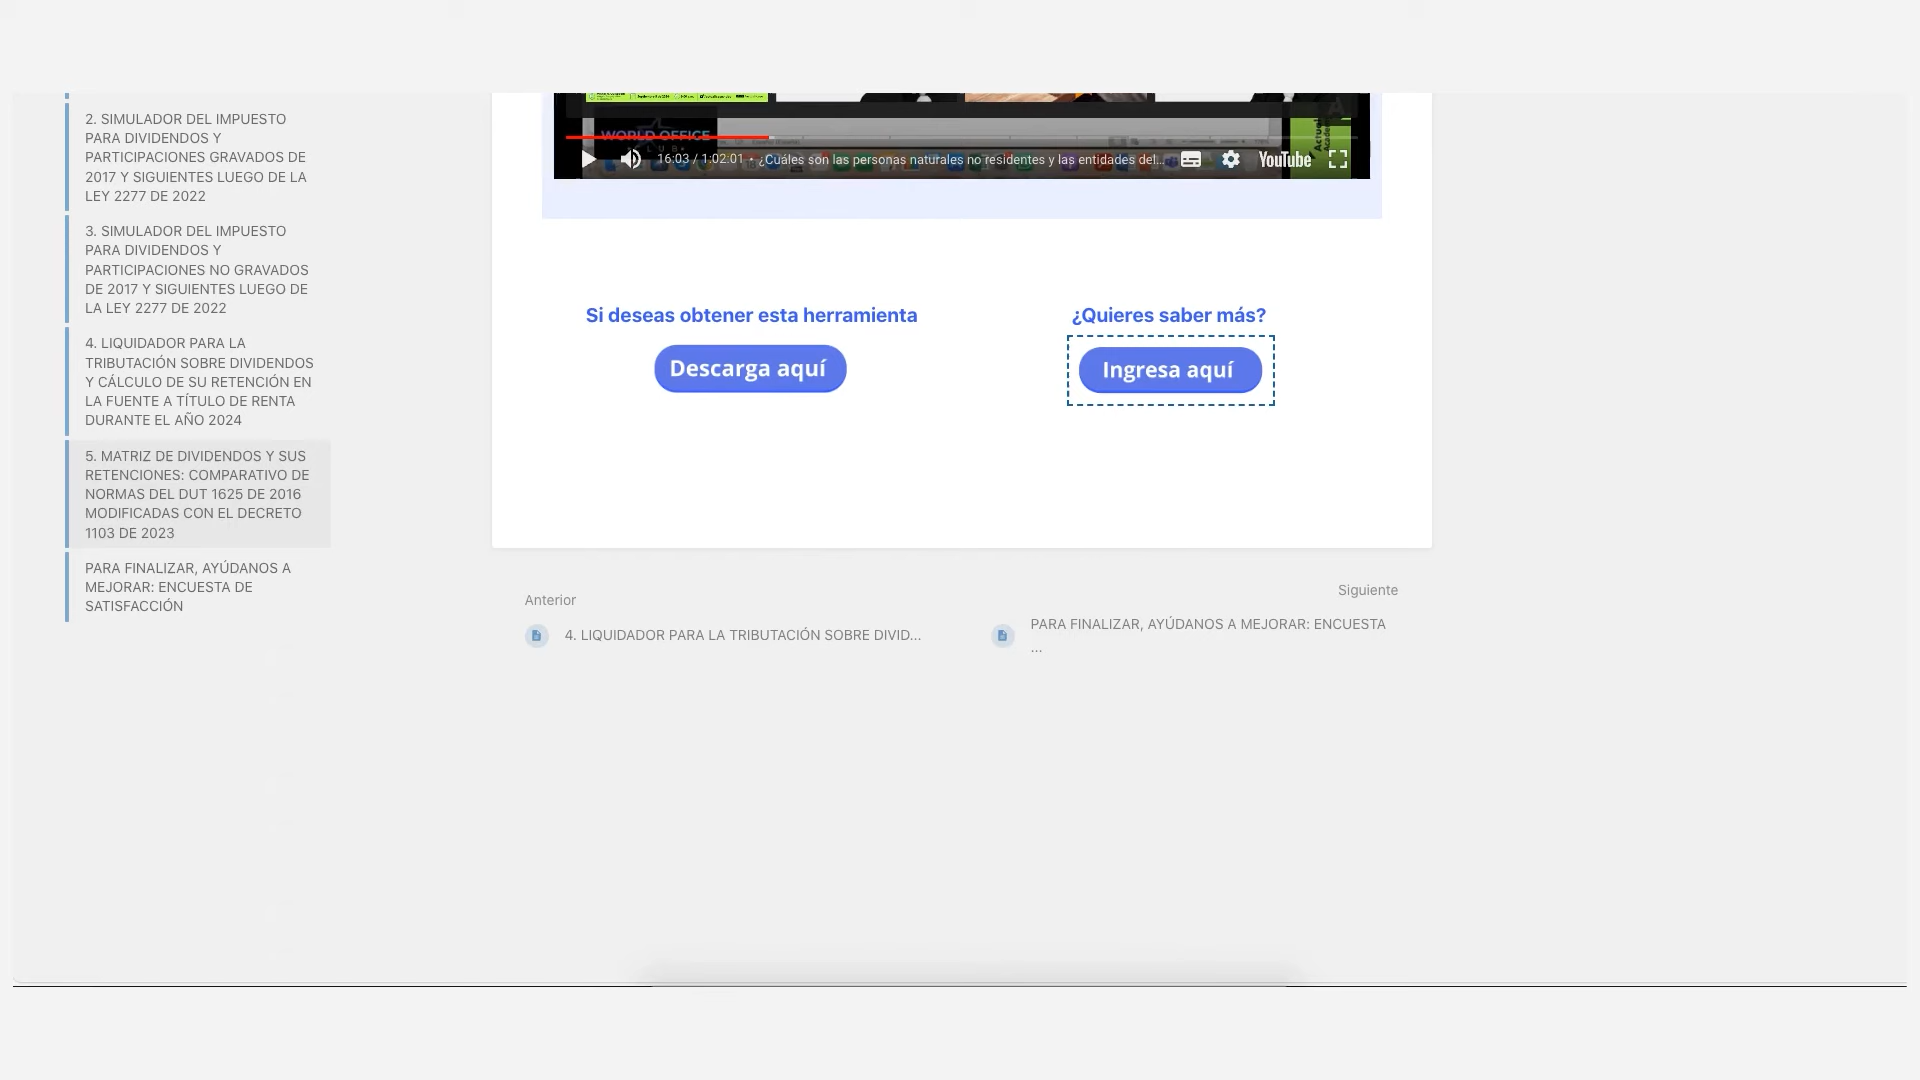 2. SIMULADOR DEL IMPUESTO
PARA DIVIDENDOS Y
PARTICIPACIONES GRAVADOS DE
2017 Y SIGUIENTES LUEGO DE LA
LEY 2277 DE 2022
3. SIMULADOR DEL IMPUESTO
PARA DIVIDENDOS Y
PARTICIPACIONES NO GRAVADOS
DE 2017 Y SIGUIENTES LUEGO DE
LA LEY 2277 DE 2022
4. LIQUIDADOR PARA LA
TRIBUTACIÓN SOBRE DIVIDENDOS
Y CÁLCULO DE SU RETENCIÓN EN
LA FUENTE A TÍTULO DE RENTA
DURANTE EL AÑO 2024
5. MATRIZ DE DIVIDENDOS Y SUS
RETENCIONES: COMPARATIVO DE
NORMAS DEL DUT 1625 DE 2016
MODIFICADAS CON EL DECRETO
1103 DE 2023
PARA FINALIZAR, AYÚDANOS A
MEJORAR: ENCUESTA DE
SATISFACCIÓN
WORLD OFFICE
CLUB
16:03 / 1:02:01 • ¿Cuáles son las personas naturales no residentes y las entidades del...
YouTube
Si deseas obtener esta herramienta
Descarga aquí
¿Quieres saber más?
Ingresa aquí
Anterior
4. LIQUIDADOR PARA LA TRIBUTACIÓN SOBRE DIVID...
Siguiente
PARA FINALIZAR, AYÚDANOS A MEJORAR: ENCUESTA
...